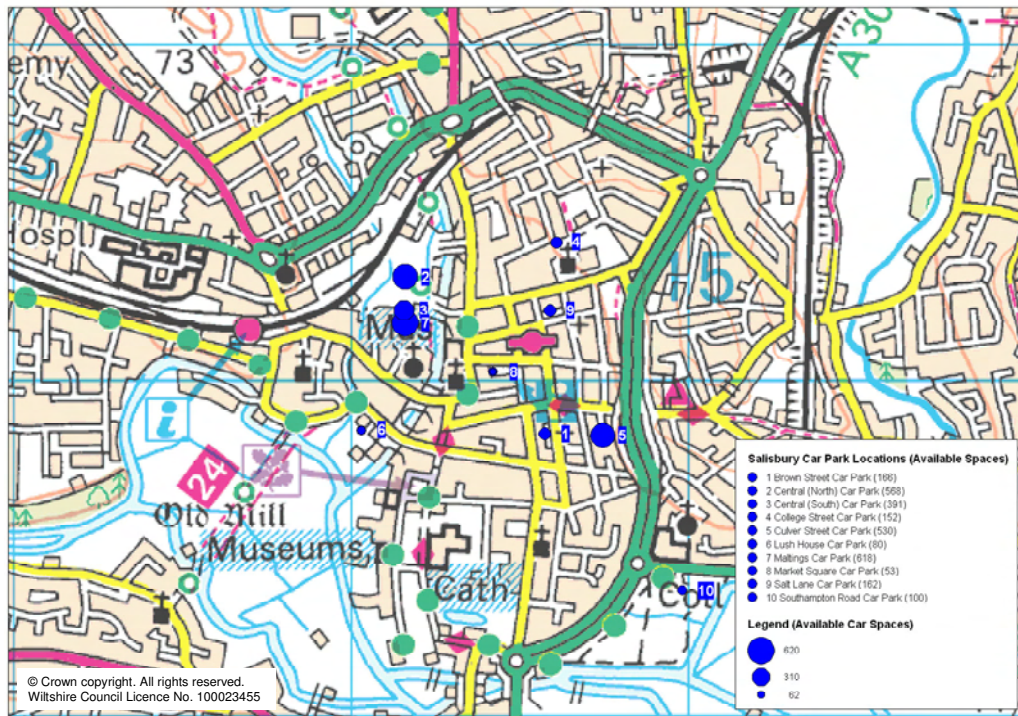 emy
73
A30
3
Hospl
15
2
4
3
9
M
7
8
6
1
5
i
24
Old Mill
Museums
Cath
10
Coll
Salisbury Car Park Locations (Available Spaces)
1 Brown Street Car Park (166)
2 Central (North) Car Park (568)
3 Central (South) Car Park (391)
4 College Street Car Park (152)
5 Culver Street Car Park (530)
6 Lush House Car Park (80)
7 Maltings Car Park (618)
8 Market Square Car Park (53)
9 Salt Lane Car Park (162)
10 Southampton Road Car Park (100)
Legend (Available Car Spaces)
620
310
62
© Crown copyright. All rights reserved.
Wiltshire Council Licence No. 100023455